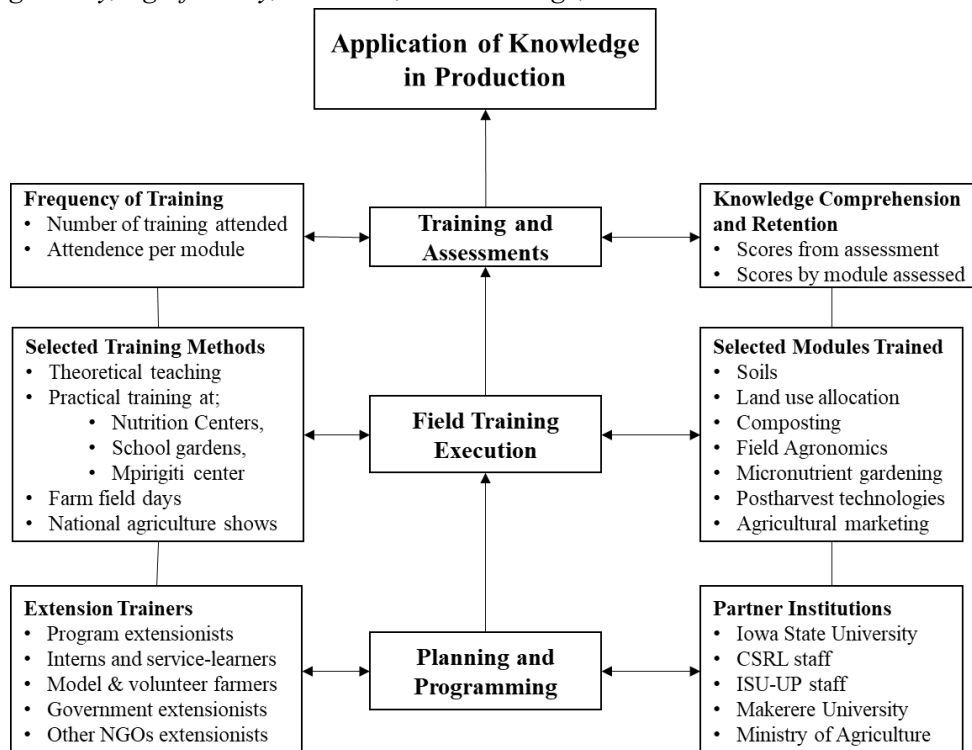 Application of Knowledge
in Production
Frequency of Training
• Number of training attended
• Attendence per module
Training and
Assessments
Knowledge Comprehension
and Retention
• Scores from assessment
• Scores by module assessed
Selected Training Methods
• Theoretical teaching
• Practical training at;
• Nutrition Centers,
• School gardens,
• Mpirigiti center
• Farm field days
• National agriculture shows
Field Training
Execution
Selected Modules Trained
• Soils
• Land use allocation
• Composting
• Field Agronomics
• Micronutrient gardening
• Postharvest technologies
• Agricultural marketing
Extension Trainers
• Program extensionists
• Interns and service-learners
• Model & volunteer farmers
• Government extensionists
• Other NGOs extensionists
Planning and
Programming
Partner Institutions
• Iowa State University
• CSRL staff
• ISU-UP staff
• Makerere University
• Ministry of Agriculture